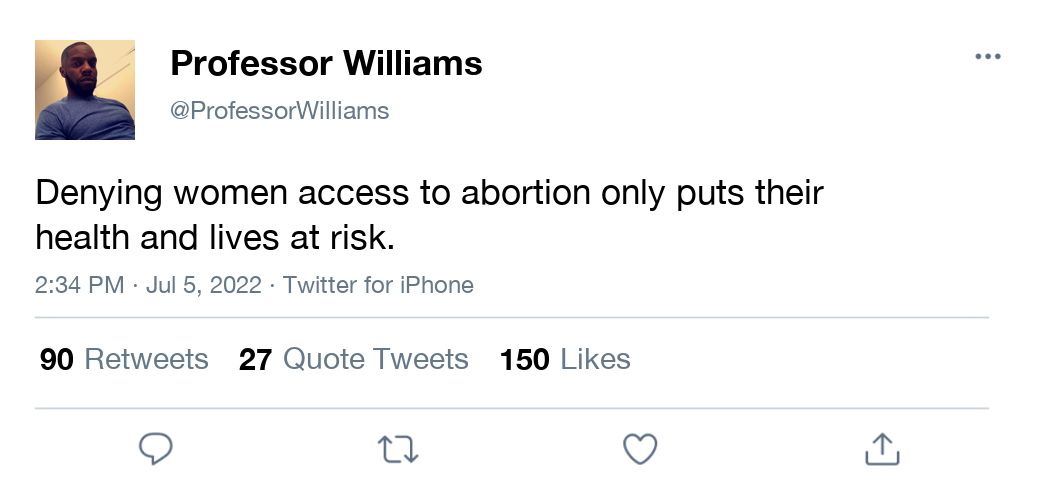 Professor Williams
@ProfessorWilliams
Denying women access to abortion only puts their
health and lives at risk.
2:34 PM · Jul 5, 2022 · Twitter for iPhone
90 Retweets 27 Quote Tweets 150 Likes